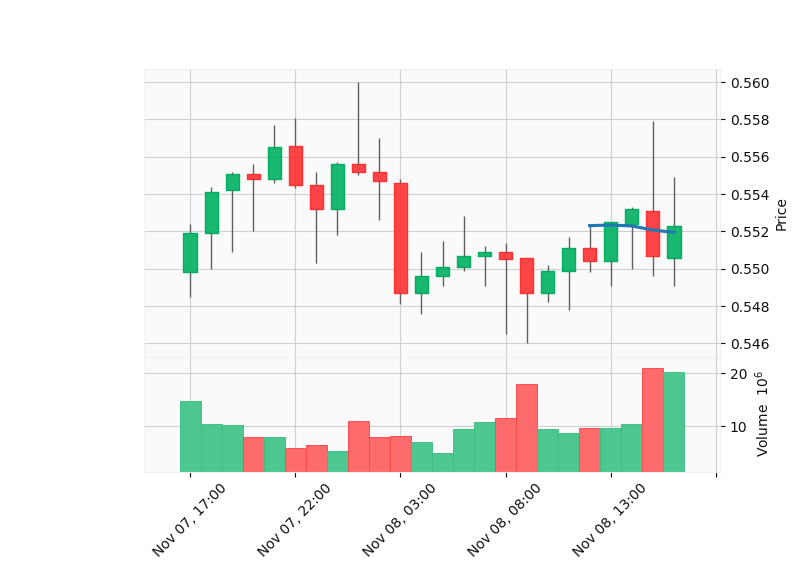 0.560
0.558
0.556
0.554
0.552
0.550
0.548
0.546
Price
20
10
Volume 10^6
Nov 07, 17:00
Nov 07, 22:00
Nov 08, 03:00
Nov 08, 08:00
Nov 08, 13:00